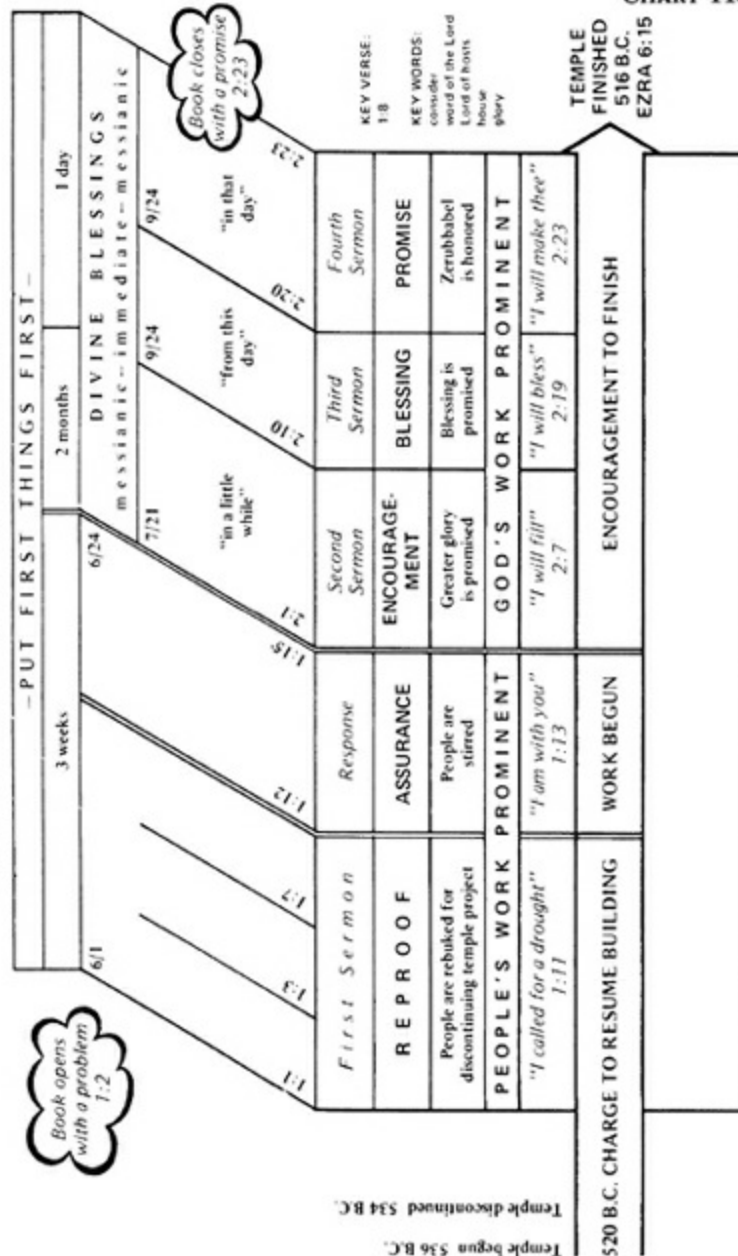 CHART 11
—PUT FIRST THINGS FIRST—
3 weeks
2 months
1 day
Book opens
with a problem
1:2
6/1
6/24
DIVINE BLESSINGS
messianic—immediate—messianic
7/21
9/24
9/24
Book closes
with a promise
2:23
"in a little
while"
"from this
day"
"in that
day"
1:1
1:3
1:7
1:12
1:15
2:1
2:10
2:20
2:23
First Sermon
Response
Second
Sermon
Third
Sermon
Fourth
Sermon
REPROOF
ASSURANCE
ENCOURAGE-
MENT
BLESSING
PROMISE
People are rebuked for
discontinuing temple project
People are
stirred
Greater glory
is promised
Blessing is
promised
Zerubbabel
is honored
PEOPLE'S WORK PROMINENT
GOD'S WORK PROMINENT
"I called for a drought"
1:11
"I am with you"
1:13
"I will fill"
2:7
"I will bless"
2:19
"I will make thee"
2:23
520 B.C. CHARGE TO RESUME BUILDING
WORK BEGUN
ENCOURAGEMENT TO FINISH
KEY VERSE:
1:8
KEY WORDS:
consider
word of the Lord
Lord of hosts
house
glory
TEMPLE
FINISHED
516 B.C.
EZRA 6:15
Temple begun 536 B.C.
Temple discontinued 534 B.C.